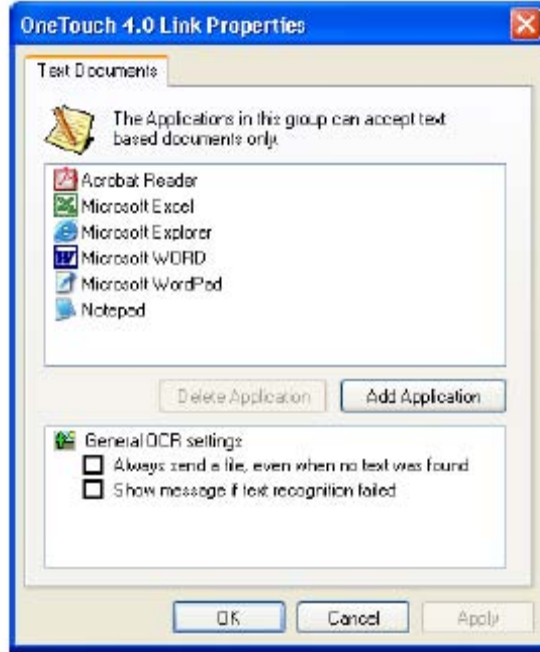 OneTouch 4.0 Link Properties
Text Documents
The Applications in this group can accept text
based documents only.
Acrobat Reader
Microsoft Excel
Microsoft Explorer
Microsoft WORD
Microsoft WordPad
Notepad
Delete Application
Add Application
General OCR settings
Always send a file, even when no text was found
Show message if text recognition failed
OK
Cancel
Apply